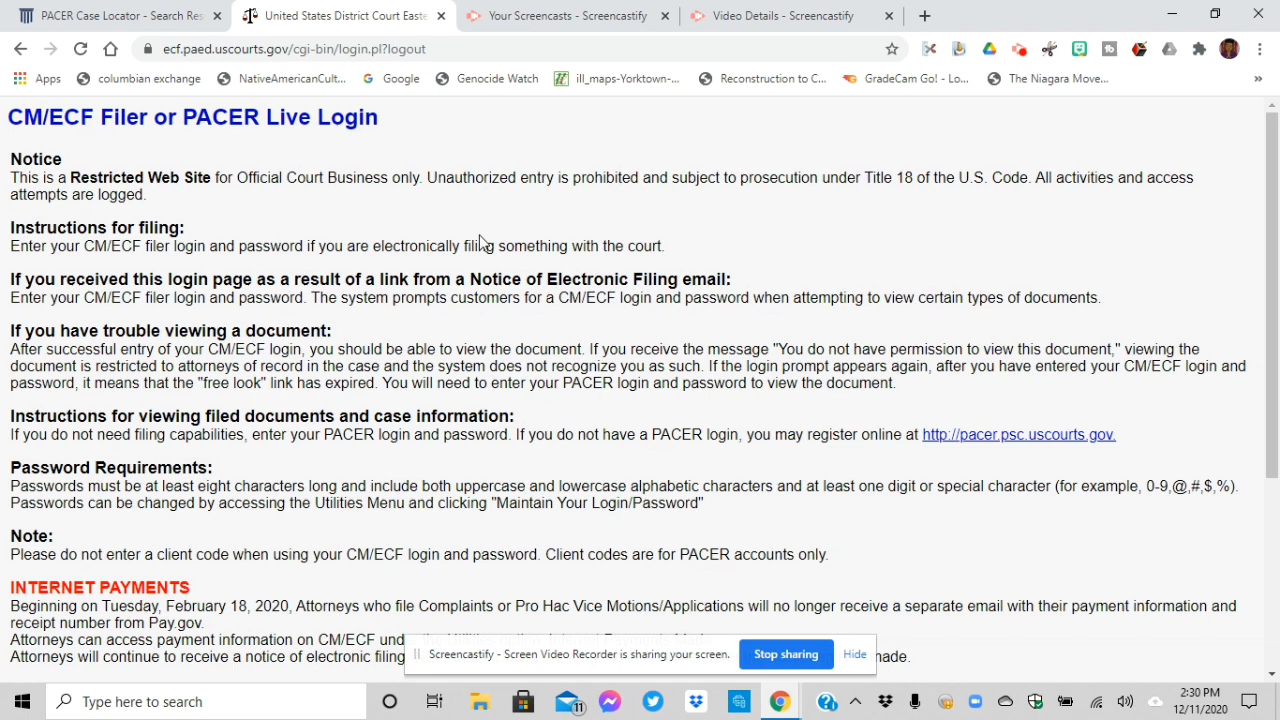 PACER Case Locator - Search Res
United States District Court Easte
Your Screencasts - Screencastify
Video Details - Screencastify
ecf.paed.uscourts.gov/cgi-bin/login.pl?logout
Apps
columbian exchange
NativeAmericanCult...
Google
Genocide Watch
ill_maps-Yorktown-...
Reconstruction to C...
GradeCam Go! - Lo...
The Niagara Move...
CM/ECF Filer or PACER Live Login
Notice
This is a Restricted Web Site for Official Court Business only. Unauthorized entry is prohibited and subject to prosecution under Title 18 of the U.S. Code. All activities and access
attempts are logged.
Instructions for filing:
Enter your CM/ECF filer login and password if you are electronically filing something with the court.
If you received this login page as a result of a link from a Notice of Electronic Filing email:
Enter your CM/ECF filer login and password. The system prompts customers for a CM/ECF login and password when attempting to view certain types of documents.
If you have trouble viewing a document:
After successful entry of your CM/ECF login, you should be able to view the document. If you receive the message "You do not have permission to view this document," viewing the
document is restricted to attorneys of record in the case and the system does not recognize you as such. If the login prompt appears again, after you have entered your CM/ECF login and
password, it means that the "free look" link has expired. You will need to enter your PACER login and password to view the document.
Instructions for viewing filed documents and case information:
If you do not need filing capabilities, enter your PACER login and password. If you do not have a PACER login, you may register online at http://pacer.psc.uscourts.gov.
Password Requirements:
Passwords must be at least eight characters long and include both uppercase and lowercase alphabetic characters and at least one digit or special character (for example, 0-9,@,#,$,%).
Passwords can be changed by accessing the Utilities Menu and clicking "Maintain Your Login/Password"
Note:
Please do not enter a client code when using your CM/ECF login and password. Client codes are for PACER accounts only.
INTERNET PAYMENTS
Beginning on Tuesday, February 18, 2020, Attorneys who file Complaints or Pro Hac Vice Motions/Applications will no longer receive a separate email with their payment information and
receipt number from Pay.gov.
Attorneys can access payment information on CM/ECF
Attorneys will continue to receive a notice of electronic filing
Screencastify - Screen Video Recorder is sharing your screen.
Stop sharing
Hide
Type here to search
11
2:30 PM
12/11/2020